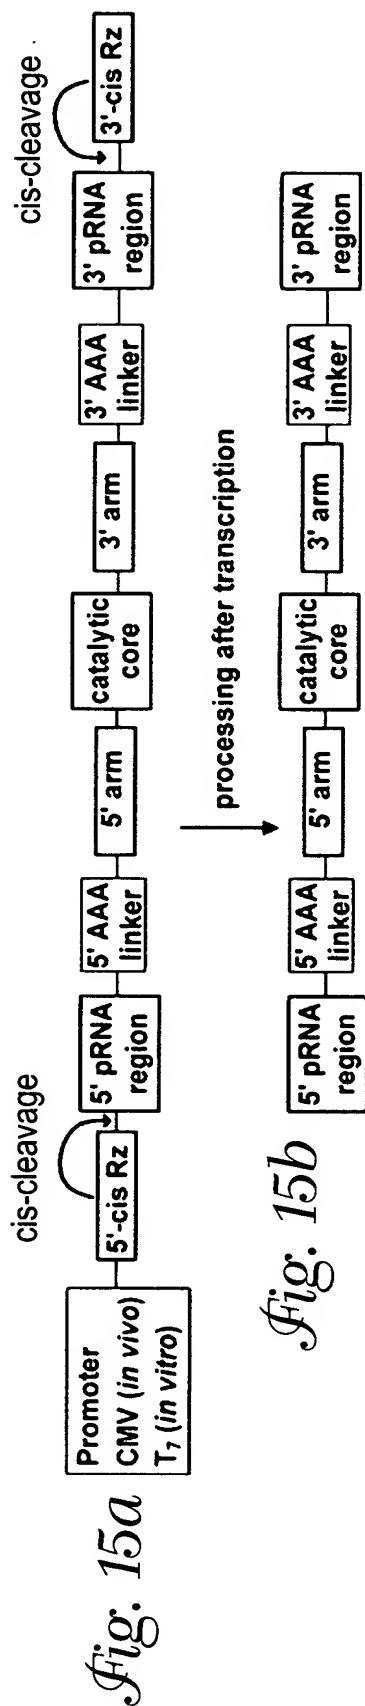 cis-cleavage
cis-cleavage
Promoter
CMV (in vivo)
T7 (in vitro)
5'-cis Rz
5' pRNA
region
5' AAA
linker
5' arm
catalytic
core
3' arm
3' AAA
linker
3' pRNA
region
3'-cis Rz
Fig. 15a
processing after transcription
5' pRNA
region
5' AAA
linker
5' arm
catalytic
core
3' arm
3' AAA
linker
3' pRNA
region
Fig. 15b